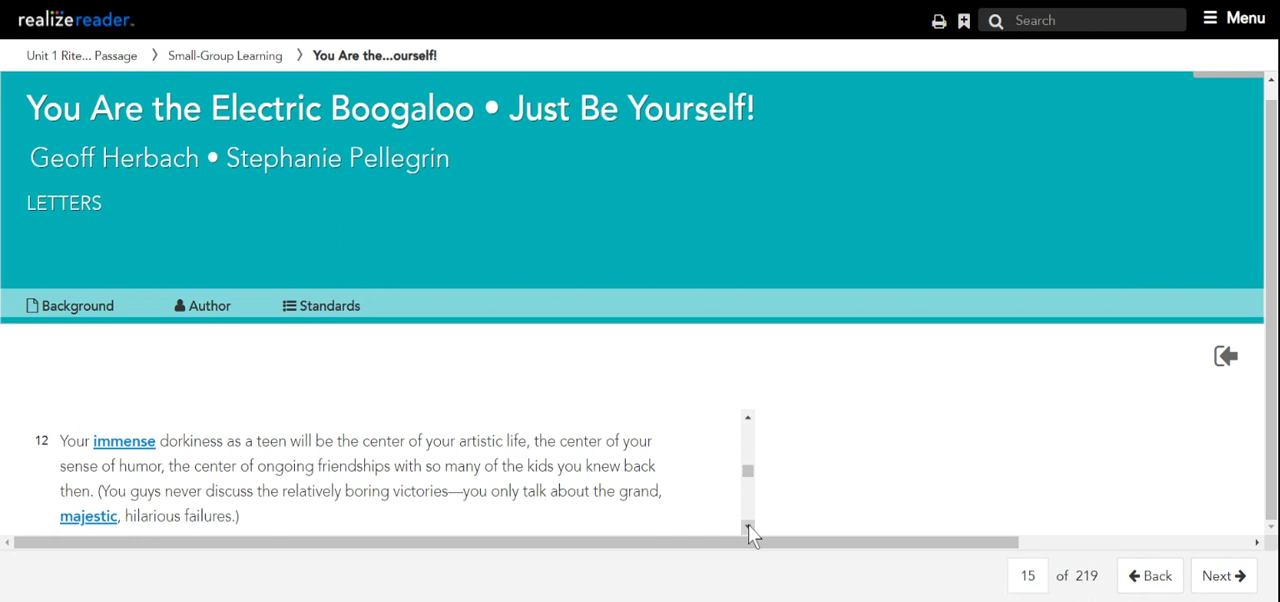 realizereader.
Search
Menu
Unit 1 Rite... Passage
Small-Group Learning
You Are the...ourself!
You Are the Electric Boogaloo • Just Be Yourself!
Geoff Herbach • Stephanie Pellegrin
LETTERS
Background
Author
Standards
12 Your immense dorkiness as a teen will be the center of your artistic life, the center of your
sense of humor, the center of ongoing friendships with so many of the kids you knew back
then. (You guys never discuss the relatively boring victories—you only talk about the grand,
majestic, hilarious failures.)
15 of 219
Back
Next